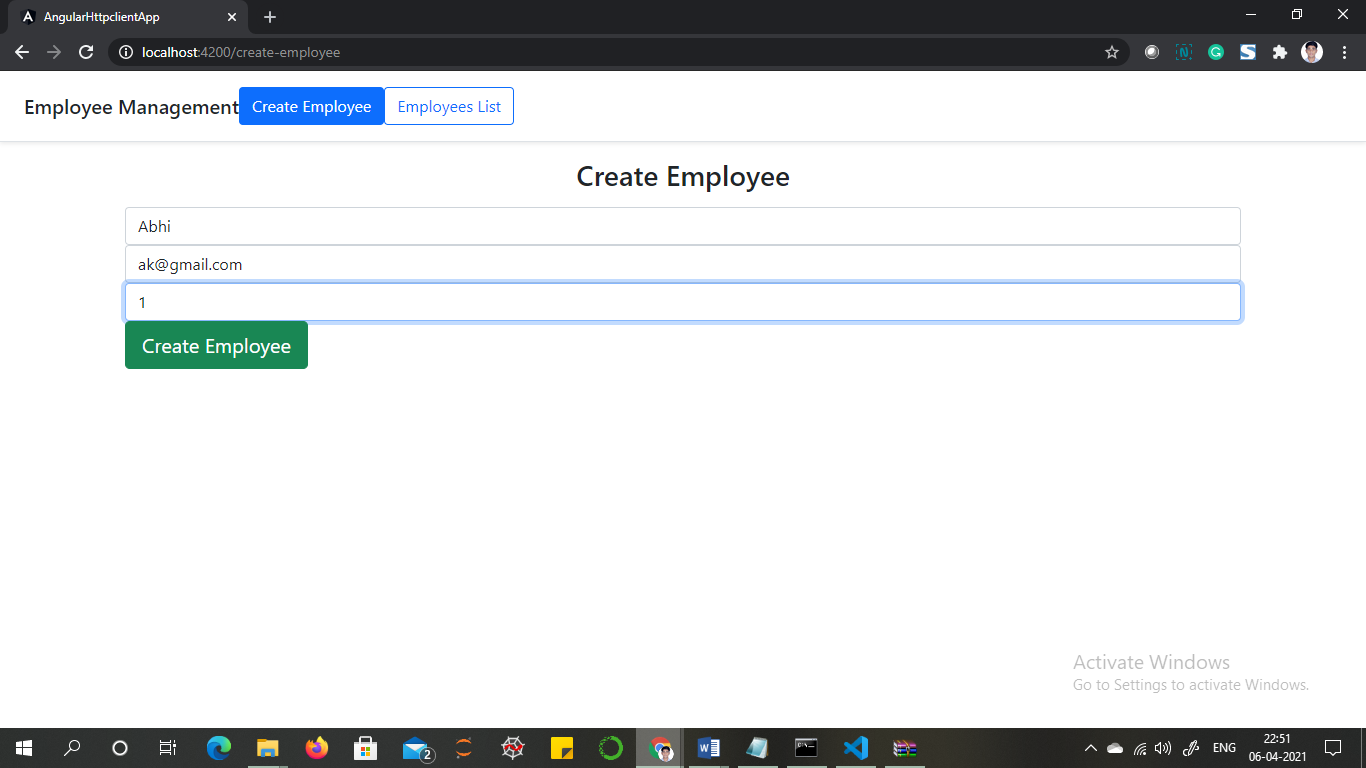 AngularHttpclientApp
localhost:4200/create-employee
Employee Management Create Employee Employees List
Create Employee
Abhi
ak@gmail.com
1
Create Employee
Activate Windows
Go to Settings to activate Windows.
2
ENG
22:51
06-04-2021